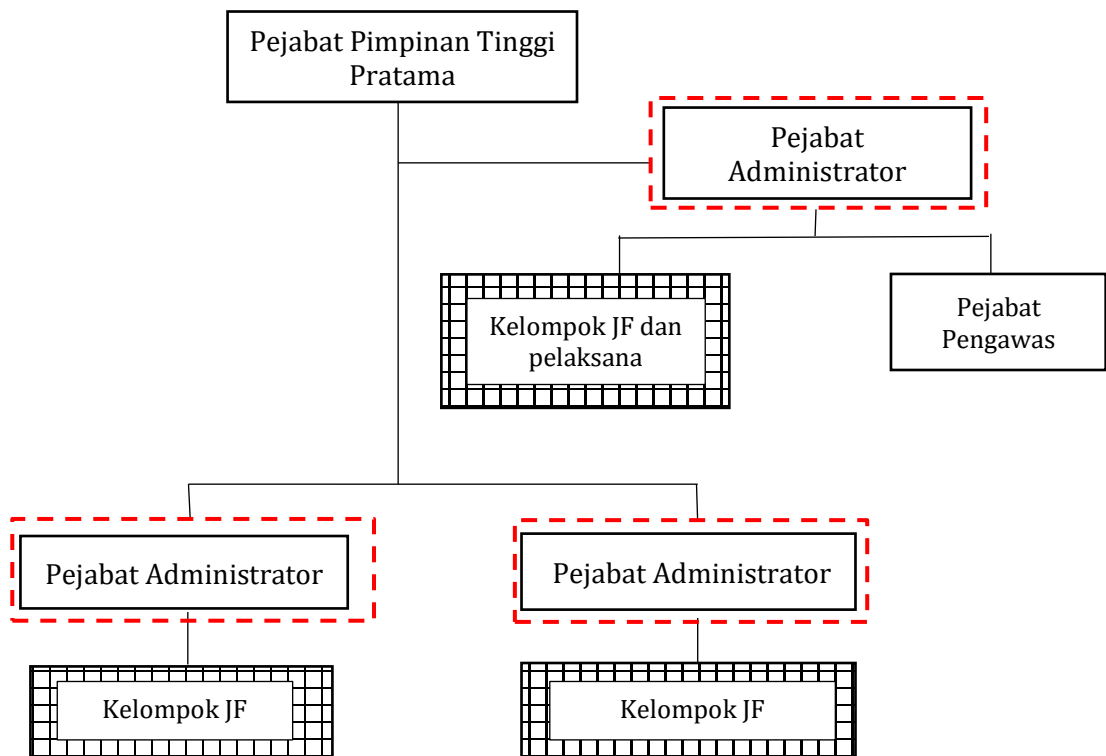 Pejabat Pimpinan Tinggi
Pratama
Pejabat
Administrator
Kelompok JF dan
pelaksana
Pejabat
Pengawas
Pejabat Administrator
Pejabat Administrator
Kelompok JF
Kelompok JF